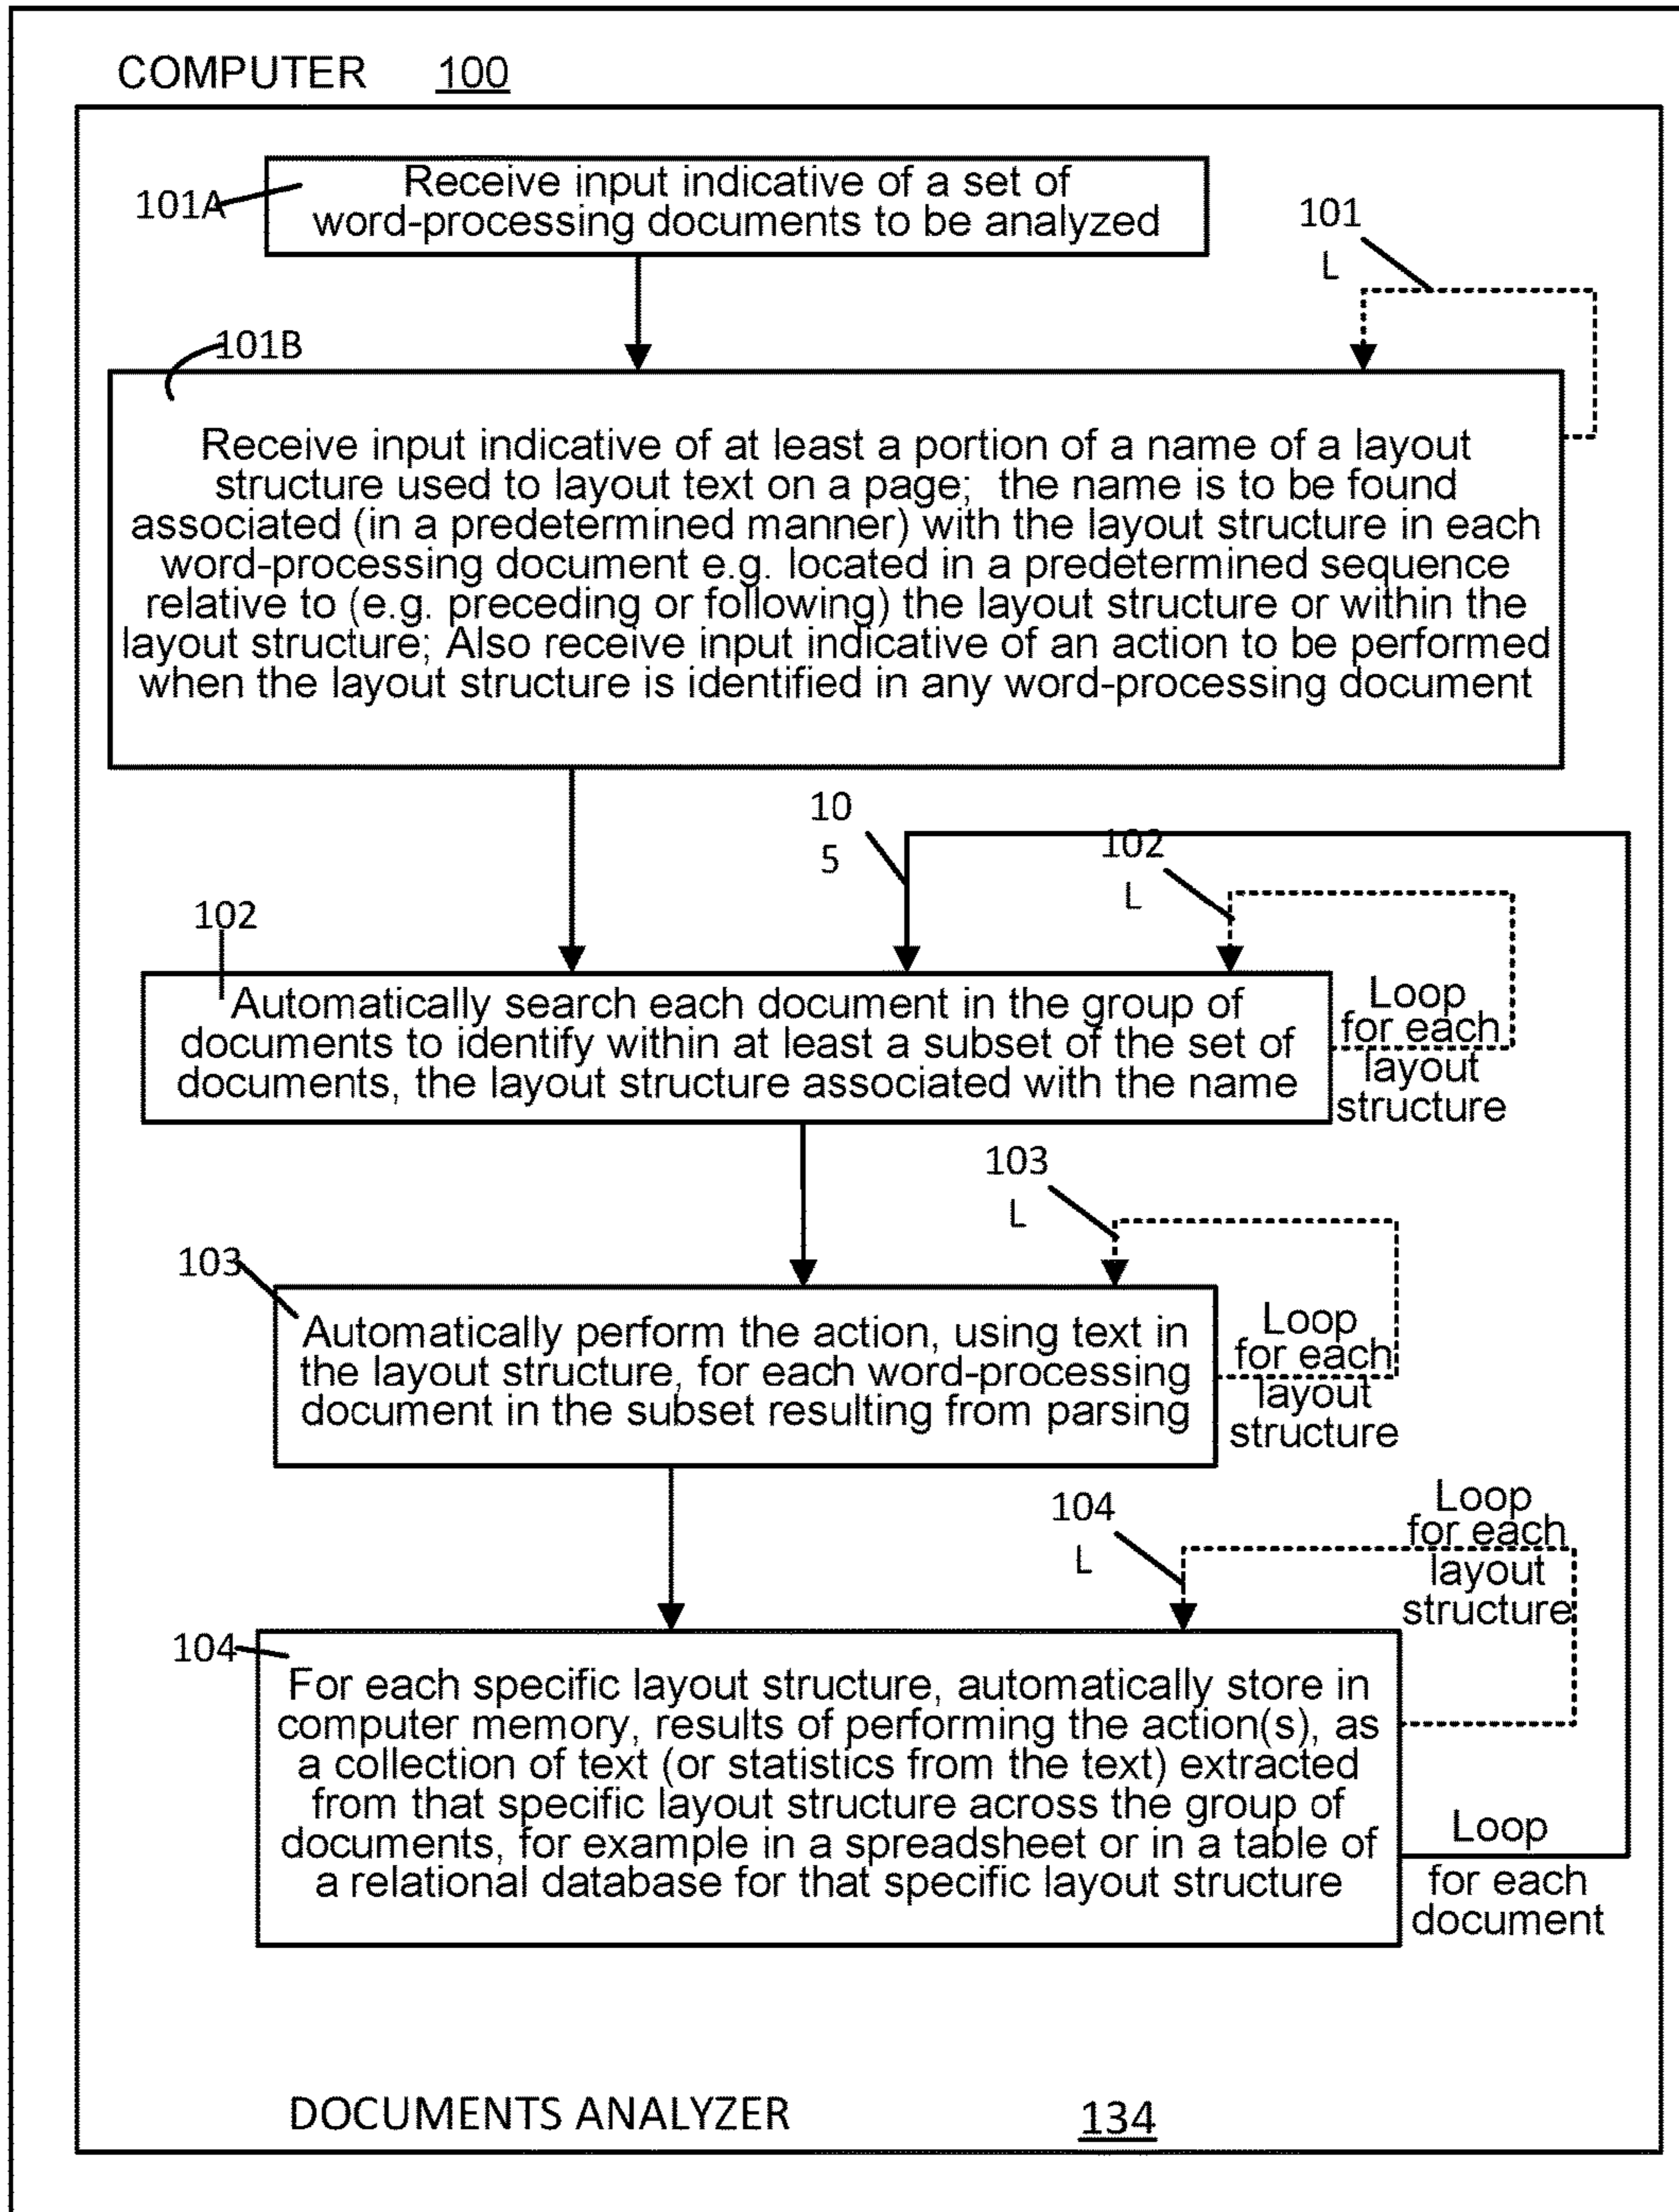 COMPUTER 100
101A
Receive input indicative of a set of
word-processing documents to be analyzed
101
L
101B
Receive input indicative of at least a portion of a name of a layout
structure used to layout text on a page; the name is to be found
associated (in a predetermined manner) with the layout structure in each
word-processing document e.g. located in a predetermined sequence
relative to (e.g. preceding or following) the layout structure or within the
layout structure; Also receive input indicative of an action to be performed
when the layout structure is identified in any word-processing document
10
5
102
L
102
Automatically search each document in the group of
documents to identify within at least a subset of the set of
documents, the layout structure associated with the name
Loop
for each
layout
structure
103
L
103
Automatically perform the action, using text in
the layout structure, for each word-processing
document in the subset resulting from parsing
Loop
for each
layout
structure
104
L
Loop
for each
layout
structure
104
For each specific layout structure, automatically store in
computer memory, results of performing the action(s), as
a collection of text (or statistics from the text) extracted
from that specific layout structure across the group of
documents, for example in a spreadsheet or in a table of
a relational database for that specific layout structure
Loop
for each
document
DOCUMENTS ANALYZER 134